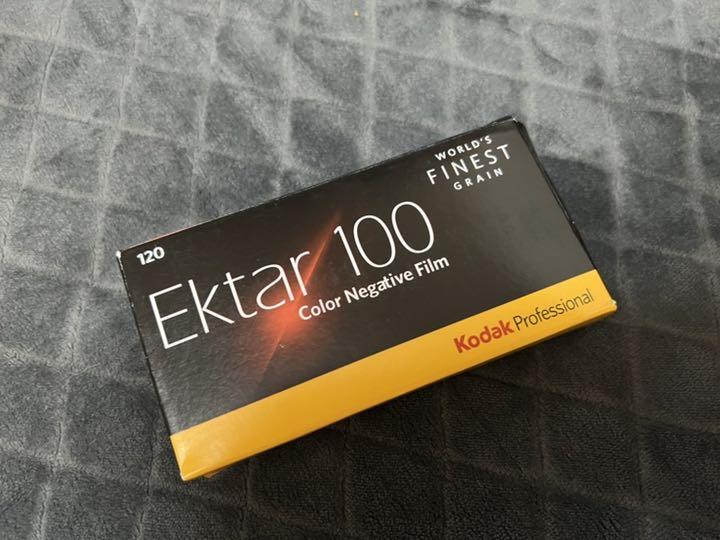 WORLD'S
FINEST
GRAIN
120
Ektar 100
Color Negative Film
Kodak Professional